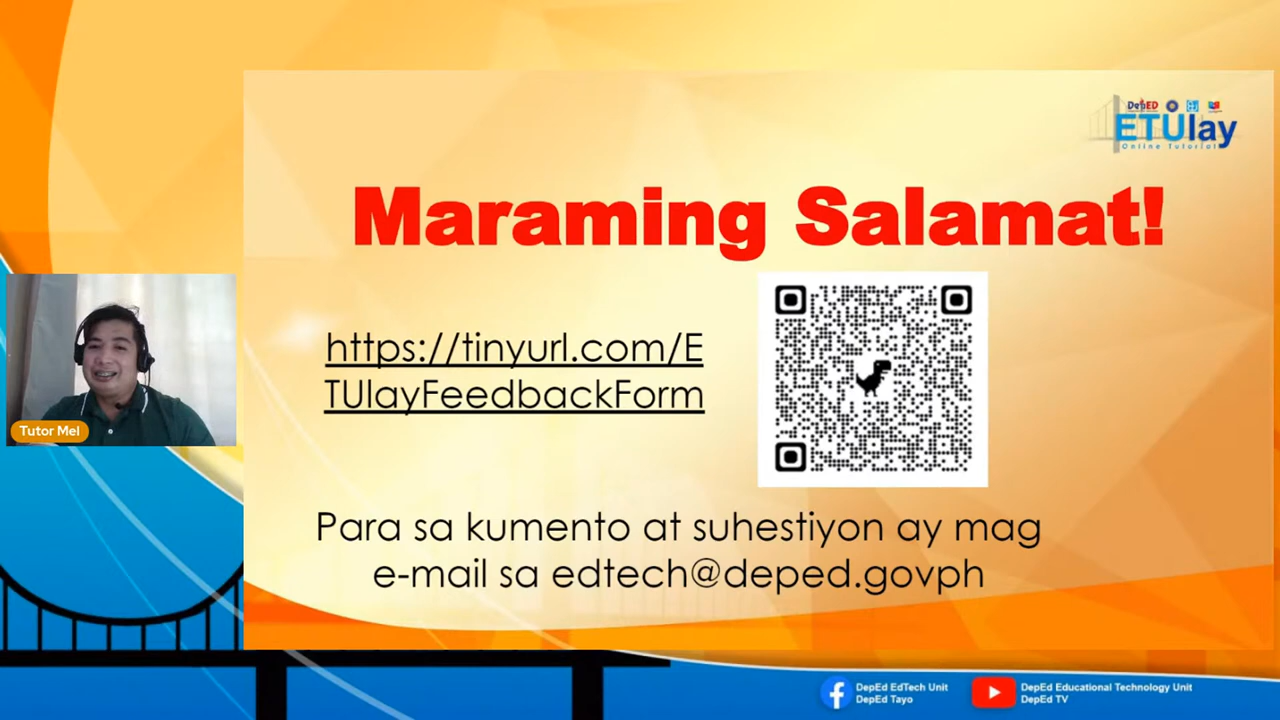 DepED
ETUlay
Online Tutorial
Maraming Salamat!
https://tinyurl.com/E
TUlayFeedbackForm
Tutor Mel
Para sa kumento at suhestiyon ay mag
e-mail sa edtech@deped.govph
DepEd EdTech Unit
DepEd Tayo
DepEd Educational Technology Unit
DepEd TV